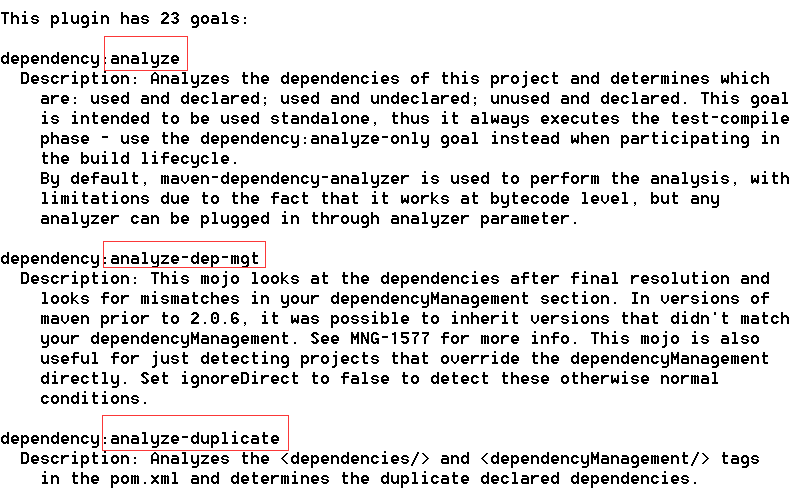 This plugin has 23 goals:
dependency:analyze
Description: Analyzes the dependencies of this project and determines which
are: used and declared; used and undeclared; unused and declared. This goal
is intended to be used standalone, thus it always executes the test-compile
phase - use the dependency:analyze-only goal instead when participating in
the build lifecycle.
By default, maven-dependency-analyzer is used to perform the analysis, with
limitations due to the fact that it works at bytecode level, but any
analyzer can be plugged in through analyzer parameter.
dependency:analyze-dep-mgt
Description: This mojo looks at the dependencies after final resolution and
looks for mismatches in your dependencyManagement section. In versions of
maven prior to 2.0.6, it was possible to inherit versions that didn't match
your dependencyManagement. See MNG-1577 for more info. This mojo is also
useful for just detecting projects that override the dependencyManagement
directly. Set ignoreDirect to false to detect these otherwise normal
conditions.
dependency:analyze-duplicate
Description: Analyzes the <dependencies/> and <dependencyManagement/> tags
in the pom.xml and determines the duplicate declared dependencies.